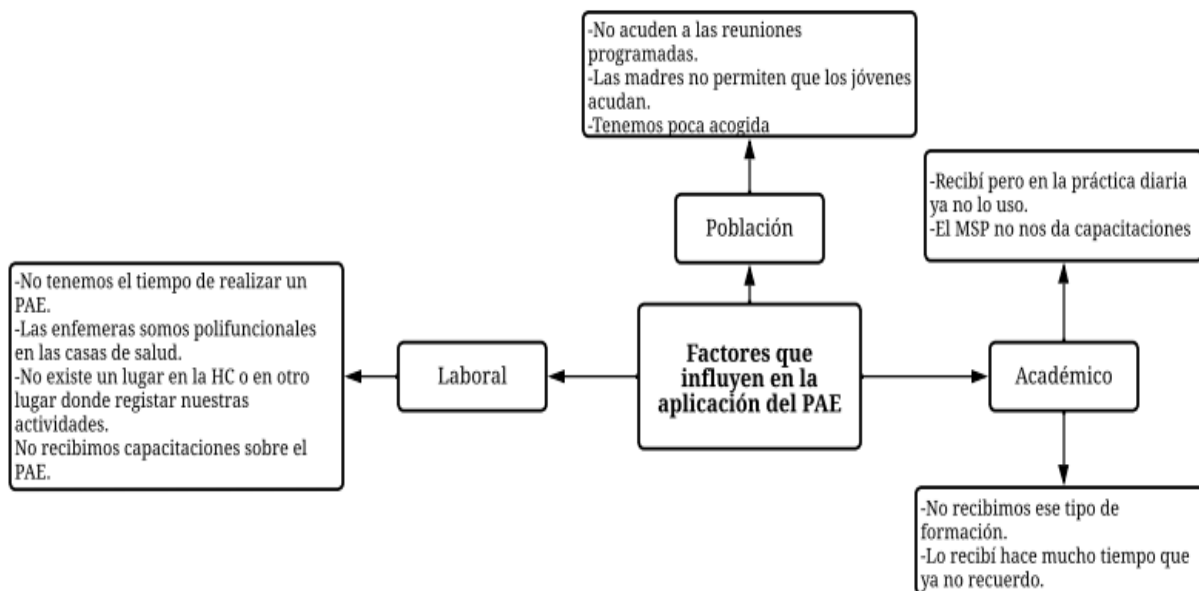 -No acuden a las reuniones
programadas.
-Las madres no permiten que los jóvenes
acudan.
-Tenemos poca acogida
Población
-Recibí pero en la práctica diaria
ya no lo uso.
-El MSP no nos da capacitaciones
-No tenemos el tiempo de realizar un
PAE.
-Las enfemeras somos polifuncionales
en las casas de salud.
-No existe un lugar en la HC o en otro
lugar donde registar nuestras
actividades.
No recibimos capacitaciones sobre el
PAE.
Laboral
Factores que
influyen en la
aplicación del PAE
Académico
-No recibimos ese tipo de
formación.
-Lo recibí hace mucho tiempo que
ya no recuerdo.